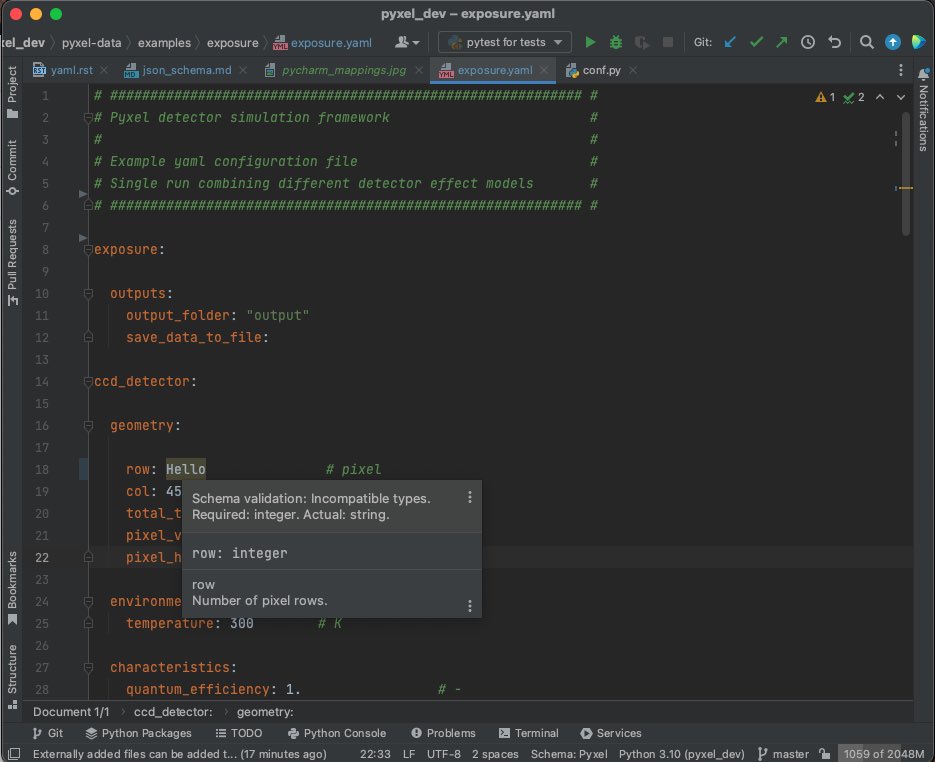 pyxel_dev – exposure.yaml
xel_dev pyxel-data examples exposure exposure.yaml pytest for tests Git:
yaml.rst json_schema.md pycharm_mappings.jpg exposure.yaml conf.py
Project
Commit
Pull Requests
Bookmarks
Structure
Notifications
1 2
1 # ########################################################### #
2 # Pyxel detector simulation framework #
3 # #
4 # Example yaml configuration file #
5 # Single run combining different detector effect models #
6 # ########################################################### #
7
8 exposure:
9
10 outputs:
11 output_folder: "output"
12 save_data_to_file:
13
14 ccd_detector:
15
16 geometry:
17
18 row: Hello # pixel
19 col: 45
20 total_t
21 pixel_v
22 pixel_h
23
24 environme
25 temperature: 300 # K
26
27 characteristics:
28 quantum_efficiency: 1. # -
Schema validation: Incompatible types.
Required: integer. Actual: string.
row: integer
row
Number of pixel rows.
Document 1/1 ccd_detector: geometry:
Git Python Packages TODO Python Console Problems Terminal Services
Externally added files can be added t... (17 minutes ago) 22:33 LF UTF-8 2 spaces Schema: Pyxel Python 3.10 (pyxel_dev) master 1059 of 2048M